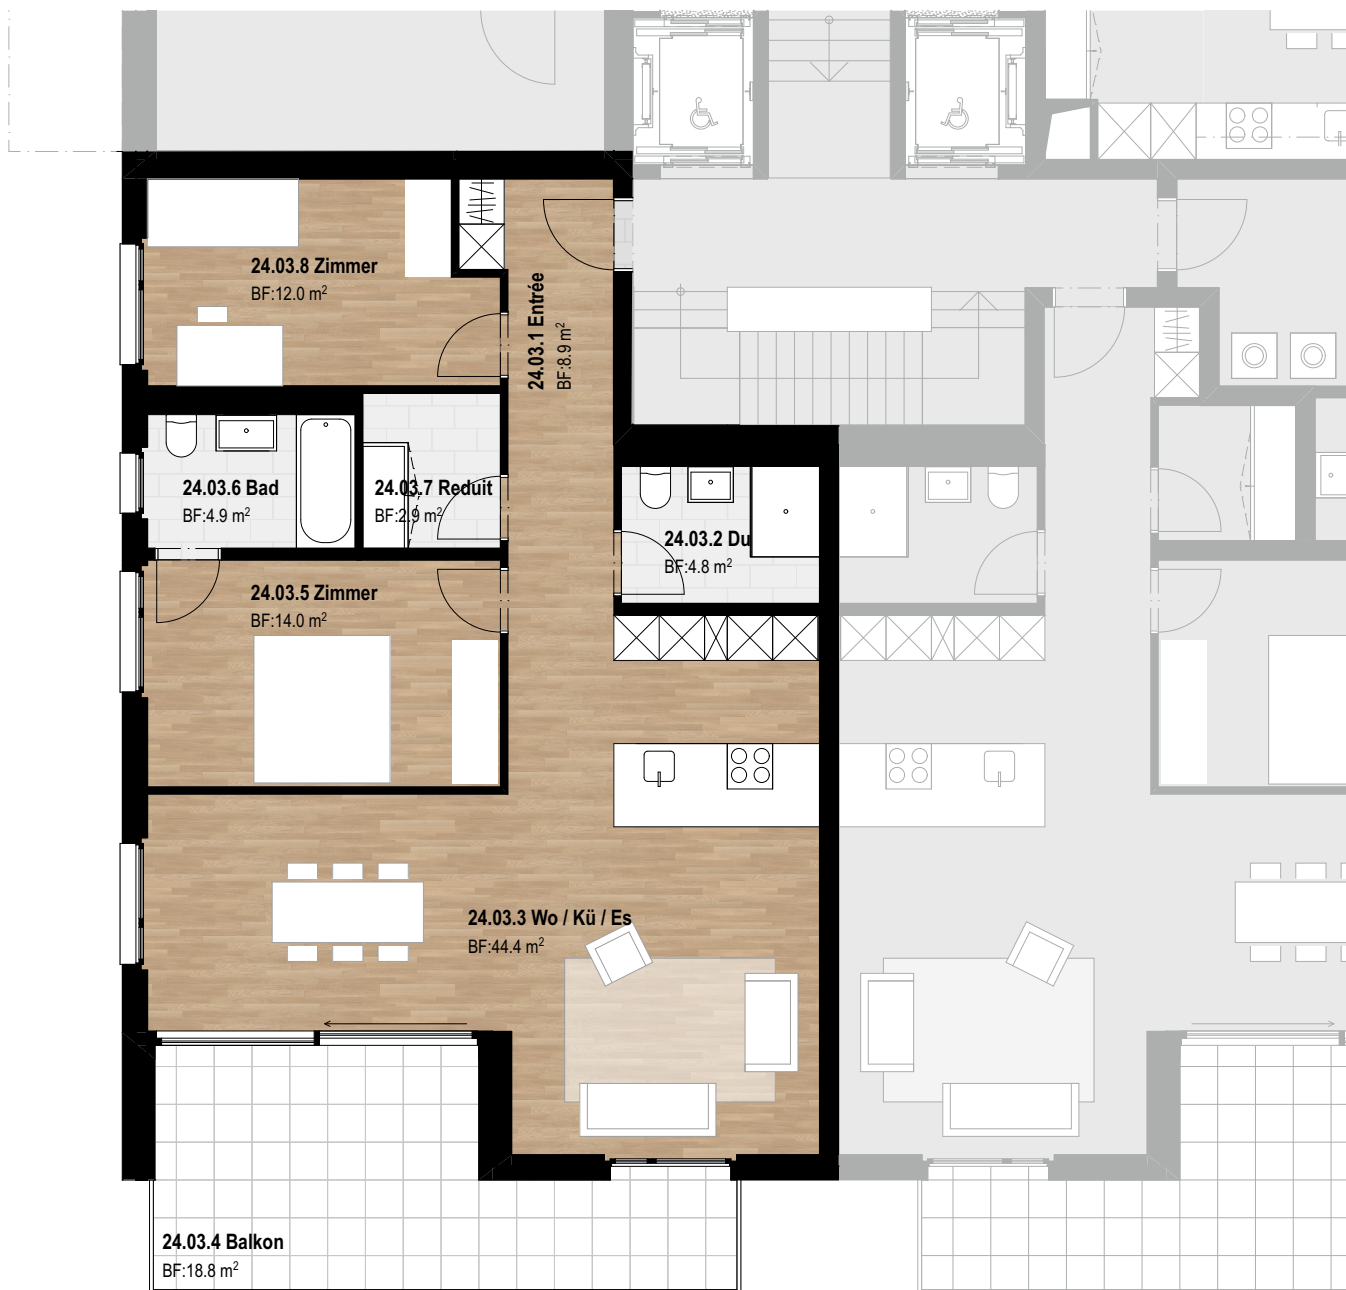 24.03.8 Zimmer
BF:12.0 m²
24.03.1 Entrée
BF:8.9 m²
24.03.6 Bad
BF:4.9 m²
24.03.7 Reduit
BF:2.9 m²
24.03.2 Du
BF:4.8 m²
24.03.5 Zimmer
BF:14.0 m²
24.03.3 Wo / Kü / Es
BF:44.4 m²
24.03.4 Balkon
BF:18.8 m²